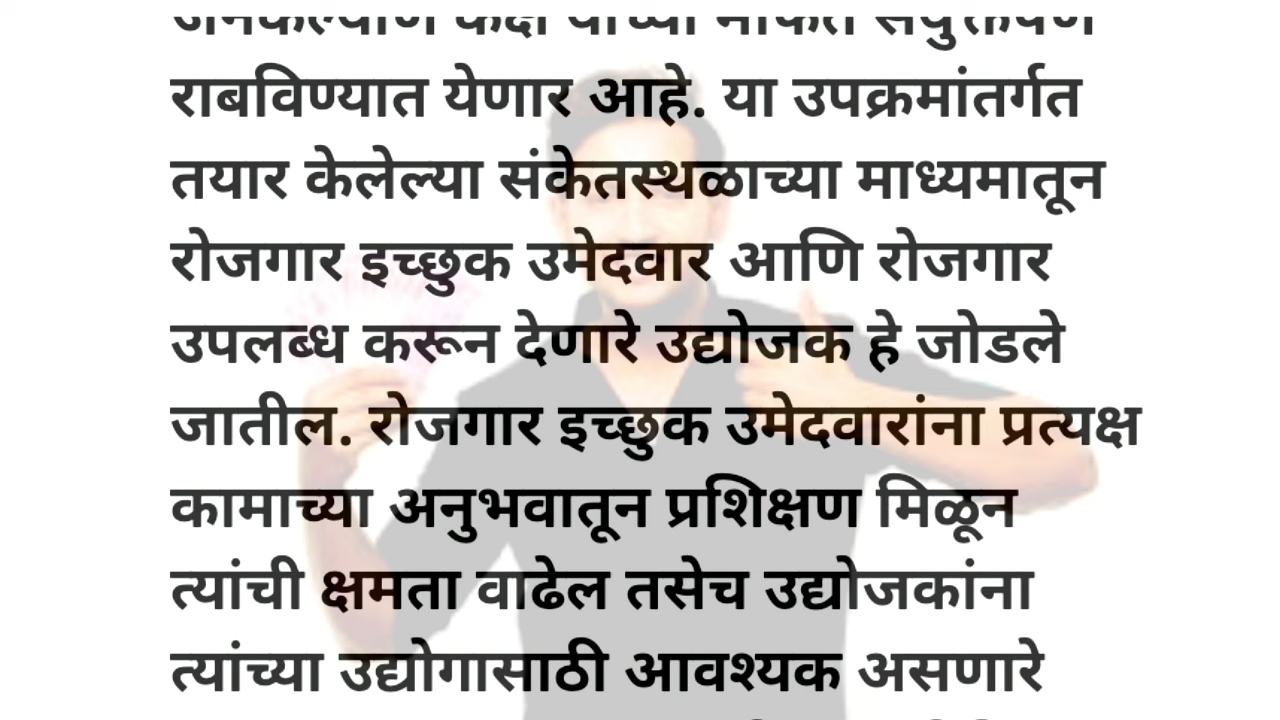 राबविण्यात येणार आहे. या उपक्रमांतर्गत
तयार केलेल्या संकेतस्थळाच्या माध्यमातून
रोजगार इच्छुक उमेदवार आणि रोजगार
उपलब्ध करून देणारे उद्योजक हे जोडले
जातील. रोजगार इच्छुक उमेदवारांना प्रत्यक्ष
कामाच्या अनुभवातून प्रशिक्षण मिळून
त्यांची क्षमता वाढेल तसेच उद्योजकांना
त्यांच्या उद्योगासाठी आवश्यक असणारे